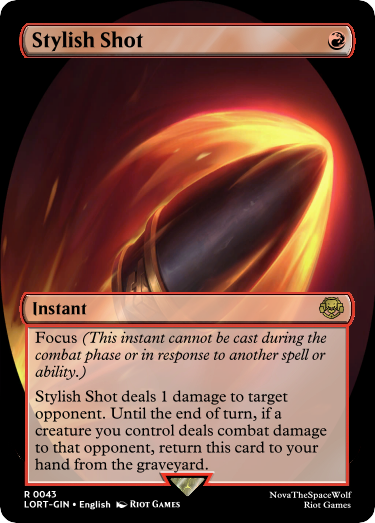 Stylish Shot
Instant
Focus (This instant cannot be cast during the
combat phase or in response to another spell or
ability.)
Stylish Shot deals 1 damage to target
opponent. Until the end of turn, if a
creature you control deals combat damage
to that opponent, return this card to your
hand from the graveyard.
R 0043
LORT-GIN • English Riot Games
NovaTheSpaceWolf
Riot Games